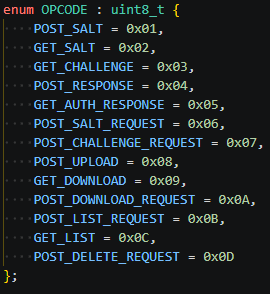 enum OPCODE : uint8_t {
    POST_SALT = 0x01,
    GET_SALT = 0x02,
    GET_CHALLENGE = 0x03,
    POST_RESPONSE = 0x04,
    GET_AUTH_RESPONSE = 0x05,
    POST_SALT_REQUEST = 0x06,
    POST_CHALLENGE_REQUEST = 0x07,
    POST_UPLOAD = 0x08,
    GET_DOWNLOAD = 0x09,
    POST_DOWNLOAD_REQUEST = 0x0A,
    POST_LIST_REQUEST = 0x0B,
    GET_LIST = 0x0C,
    POST_DELETE_REQUEST = 0x0D
};